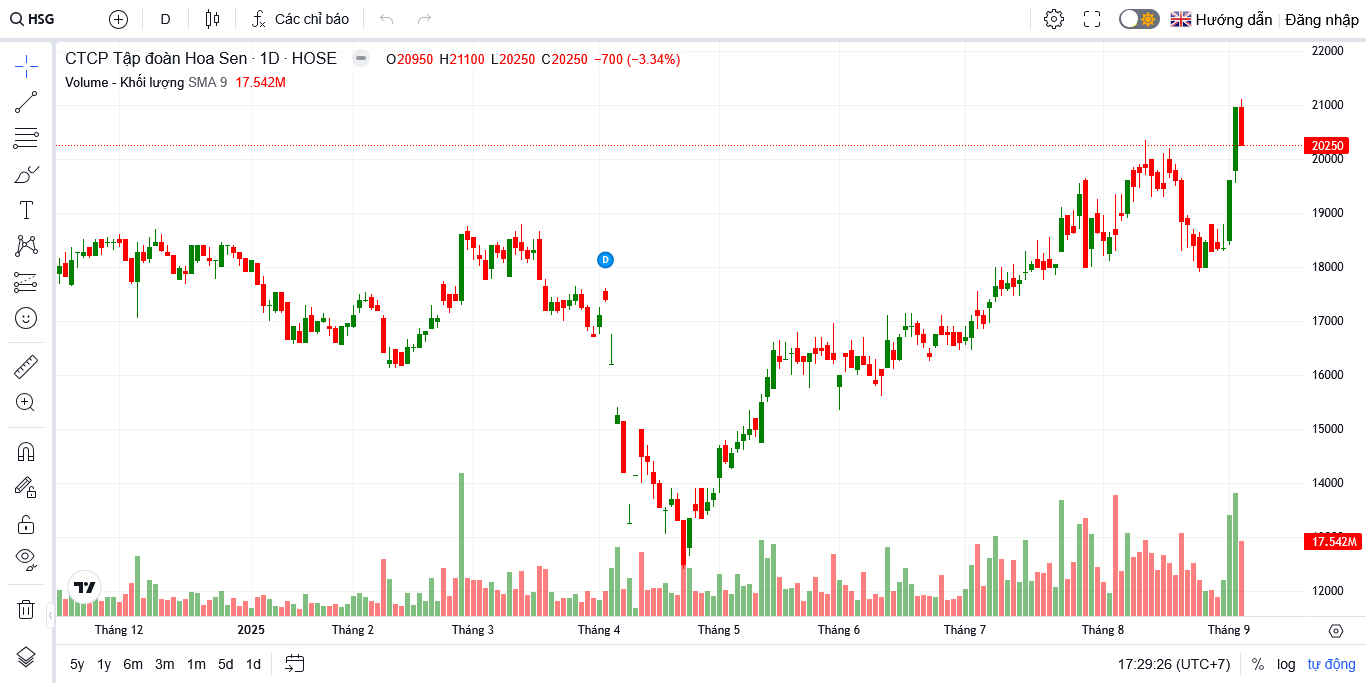 HSG D Các chỉ báo Hướng dẫn Đăng nhập
CTCP Tập đoàn Hoa Sen · 1D · HOSE O20950 H21100 L20250 C20250 −700 (−3.34%)
Volume - Khối lượng SMA 9 17.542M
22000
21000
20250
20000
19000
18000
D
17000
16000
15000
14000
17.542M
12000
Tháng 12 2025 Tháng 2 Tháng 3 Tháng 4 Tháng 5 Tháng 6 Tháng 7 Tháng 8 Tháng 9
5y 1y 6m 3m 1m 5d 1d 17:29:26 (UTC+7) % log tự động